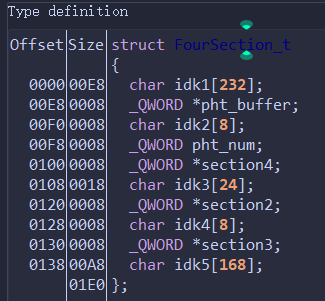 Type definition
Offset Size struct FourSection_t
{
0000 00E8 char idk1[232];
00E8 0008 _QWORD *pht_buffer;
00F0 0008 char idk2[8];
00F8 0008 _QWORD pht_num;
0100 0008 _QWORD *section4;
0108 0018 char idk3[24];
0120 0008 _QWORD *section2;
0128 0008 char idk4[8];
0130 0008 _QWORD *section3;
0138 00A8 char idk5[168];
01E0 };